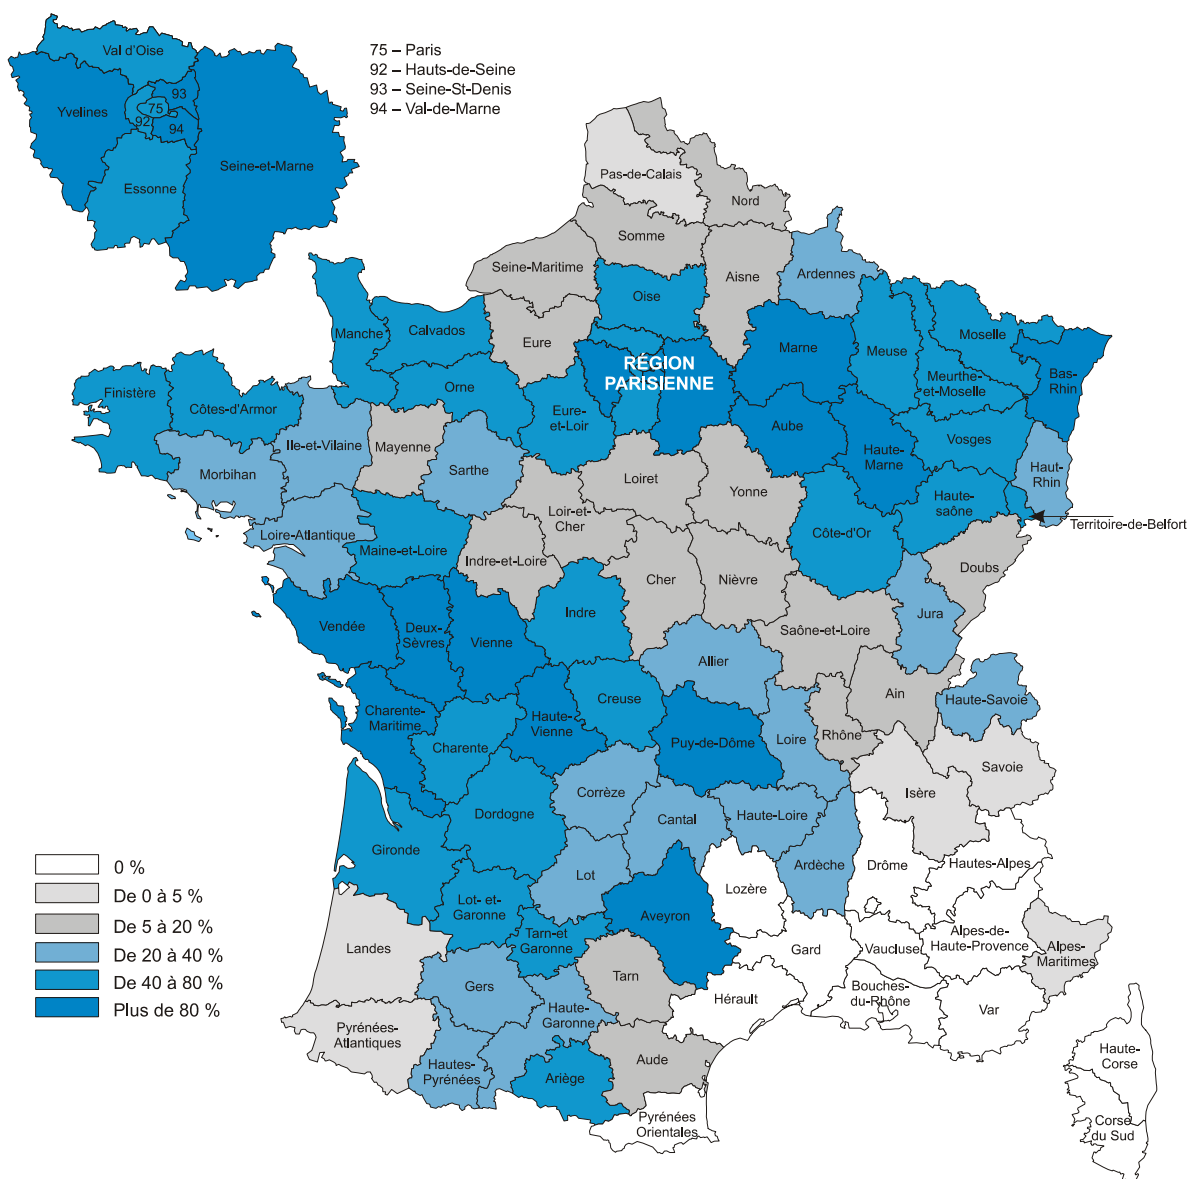 Val d'Oise
Yvelines
93
75
92
94
Essonne
Seine-et-Marne
75 – Paris
92 – Hauts-de-Seine
93 – Seine-St-Denis
94 – Val-de-Marne
Pas-de-Calais
Nord
Somme
Seine-Maritime
Aisne
Ardennes
Oise
Manche
Calvados
Eure
RÉGION
PARISIENNE
Marne
Meuse
Moselle
Meurthe-
et-Moselle
Bas-
Rhin
Finistère
Côtes-d'Armor
Orne
Eure-
et-Loir
Aube
Haute-
Marne
Vosges
Haut-
Rhin
Ile-et-Vilaine
Mayenne
Sarthe
Morbihan
Loiret
Yonne
Loir-et-
Cher
Haute-
saône
Territoire-de-Belfort
Loire-Atlantique
Maine-et-Loire
Indre-et-Loire
Cher
Nièvre
Côte-d'Or
Doubs
Indre
Jura
Vendée
Deux-
Sèvres
Vienne
Saône-et-Loire
Allier
Ain
Haute-Savoie
Creuse
Charente-
Maritime
Haute-
Vienne
Charente
Puy-de-Dôme
Loire
Rhône
Savoie
Isère
Corrèze
Dordogne
Cantal
Haute-Loire
Gironde
Ardèche
Drôme
Hautes-Alpes
Lot
Lozère
Lot- et-
Garonne
Aveyron
Tarn-et
Garonne
Landes
Gard
Vaucluse
Alpes-de-
Haute-Provence
Alpes-
Maritimes
Gers
Tarn
Hérault
Bouches-
du-Rhône
Var
Haute-
Garonne
Pyrénées-
Atlantiques
Hautes-
Pyrénées
Ariège
Aude
Pyrénées
Orientales
Haute-
Corse
Corse
du Sud
0 %
De 0 à 5 %
De 5 à 20 %
De 20 à 40 %
De 40 à 80 %
Plus de 80 %